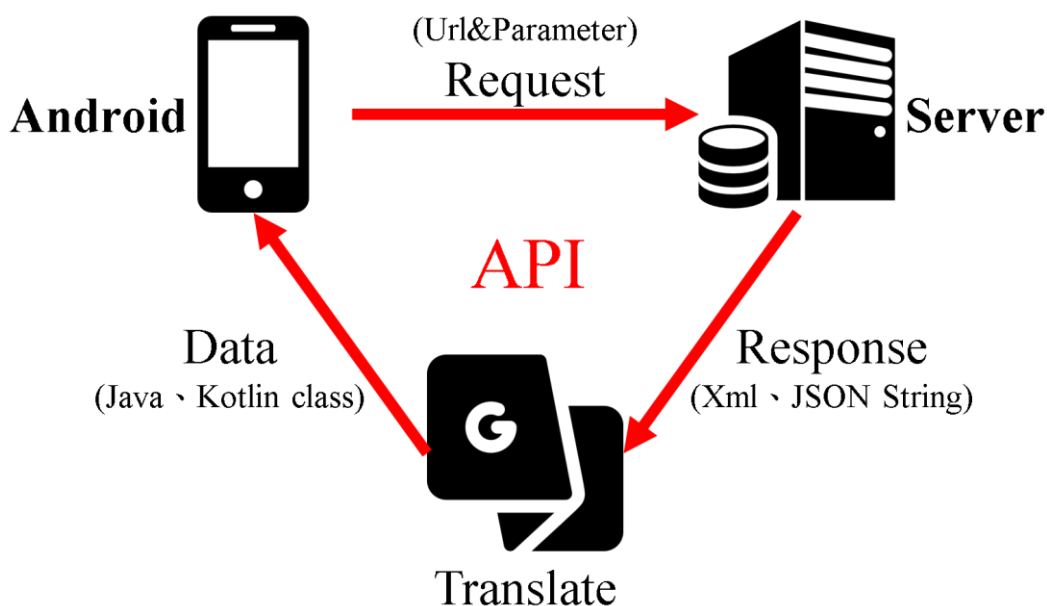 (Url&Parameter)
Request
Android
Server
API
Data
(Java、Kotlin class)
Response
(Xml、JSON String)
G
Translate